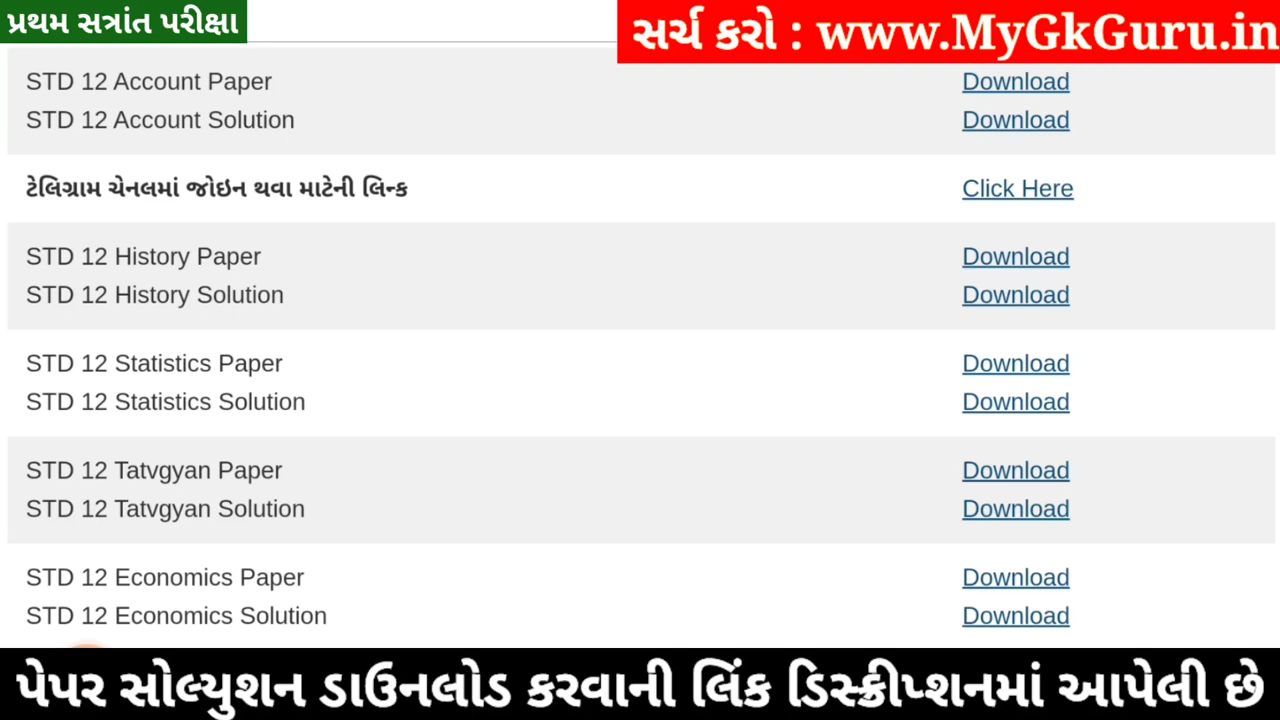 પ્રથમ સત્રાંત પરીક્ષા
સર્ચ કરો : www.MyGkGuru.in
STD 12 Account Paper Download
STD 12 Account Solution Download
ટેલિગ્રામ ચેનલમાં જોઇન થવા માટેની લિન્ક Click Here
STD 12 History Paper Download
STD 12 History Solution Download
STD 12 Statistics Paper Download
STD 12 Statistics Solution Download
STD 12 Tatvgyan Paper Download
STD 12 Tatvgyan Solution Download
STD 12 Economics Paper Download
STD 12 Economics Solution Download
પેપર સોલ્યુશન ડાઉનલોડ કરવાની લિંક ડિસ્ક્રીપ્શનમાં આપેલી છે